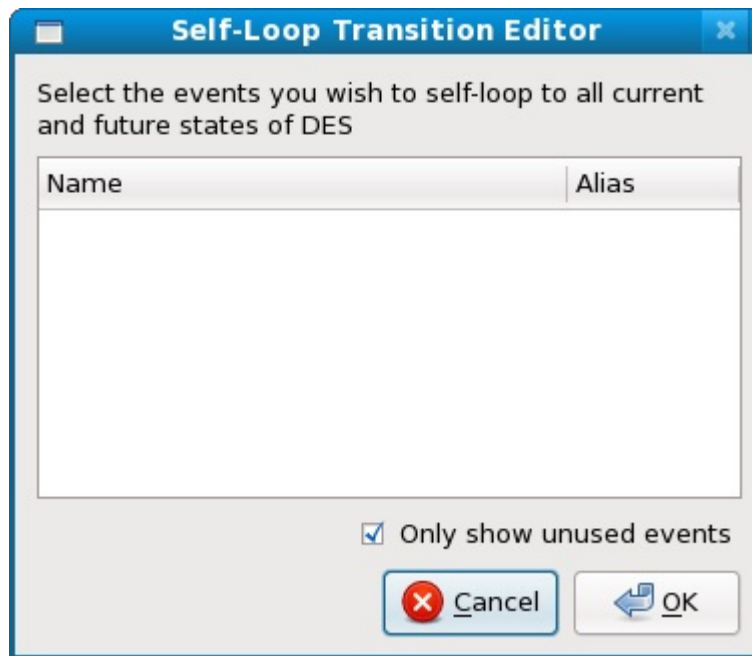 Self-Loop Transition Editor
Select the events you wish to self-loop to all current
and future states of DES
Name Alias
Only show unused events
Cancel OK